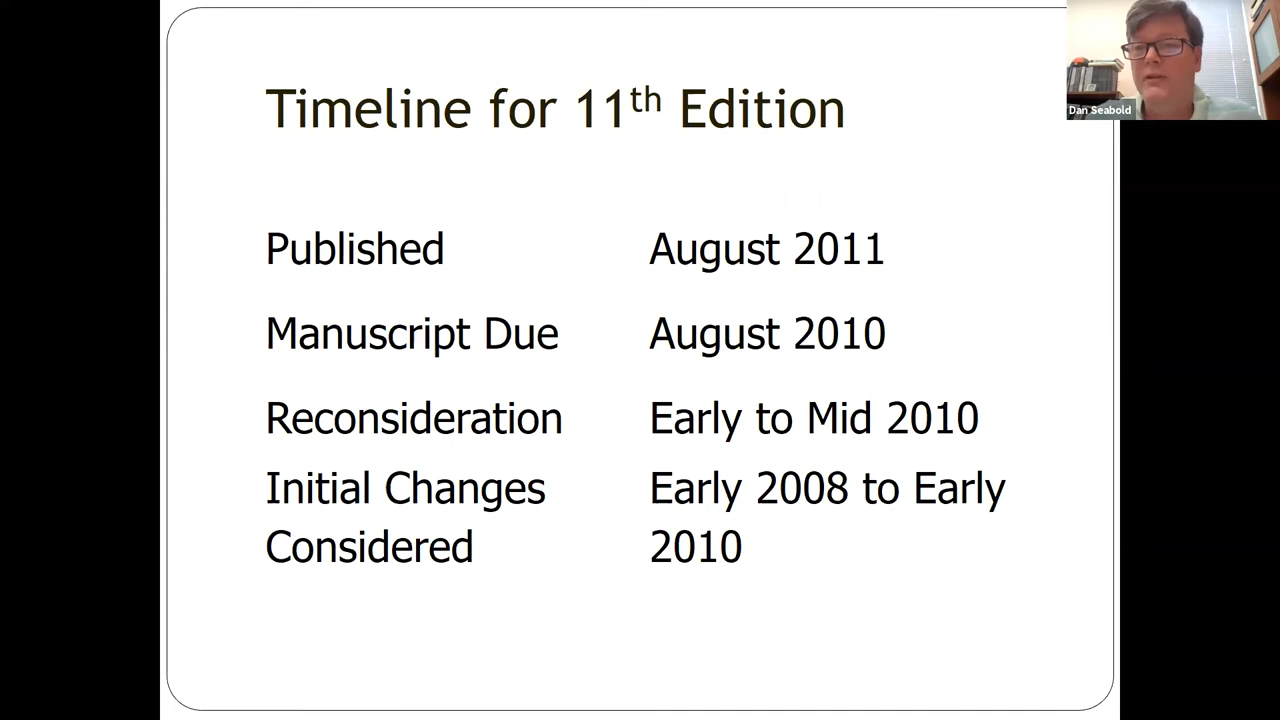 Timeline for 11th Edition
Dan Seabold
Published August 2011
Manuscript Due August 2010
Reconsideration Early to Mid 2010
Initial Changes Early 2008 to Early
Considered 2010